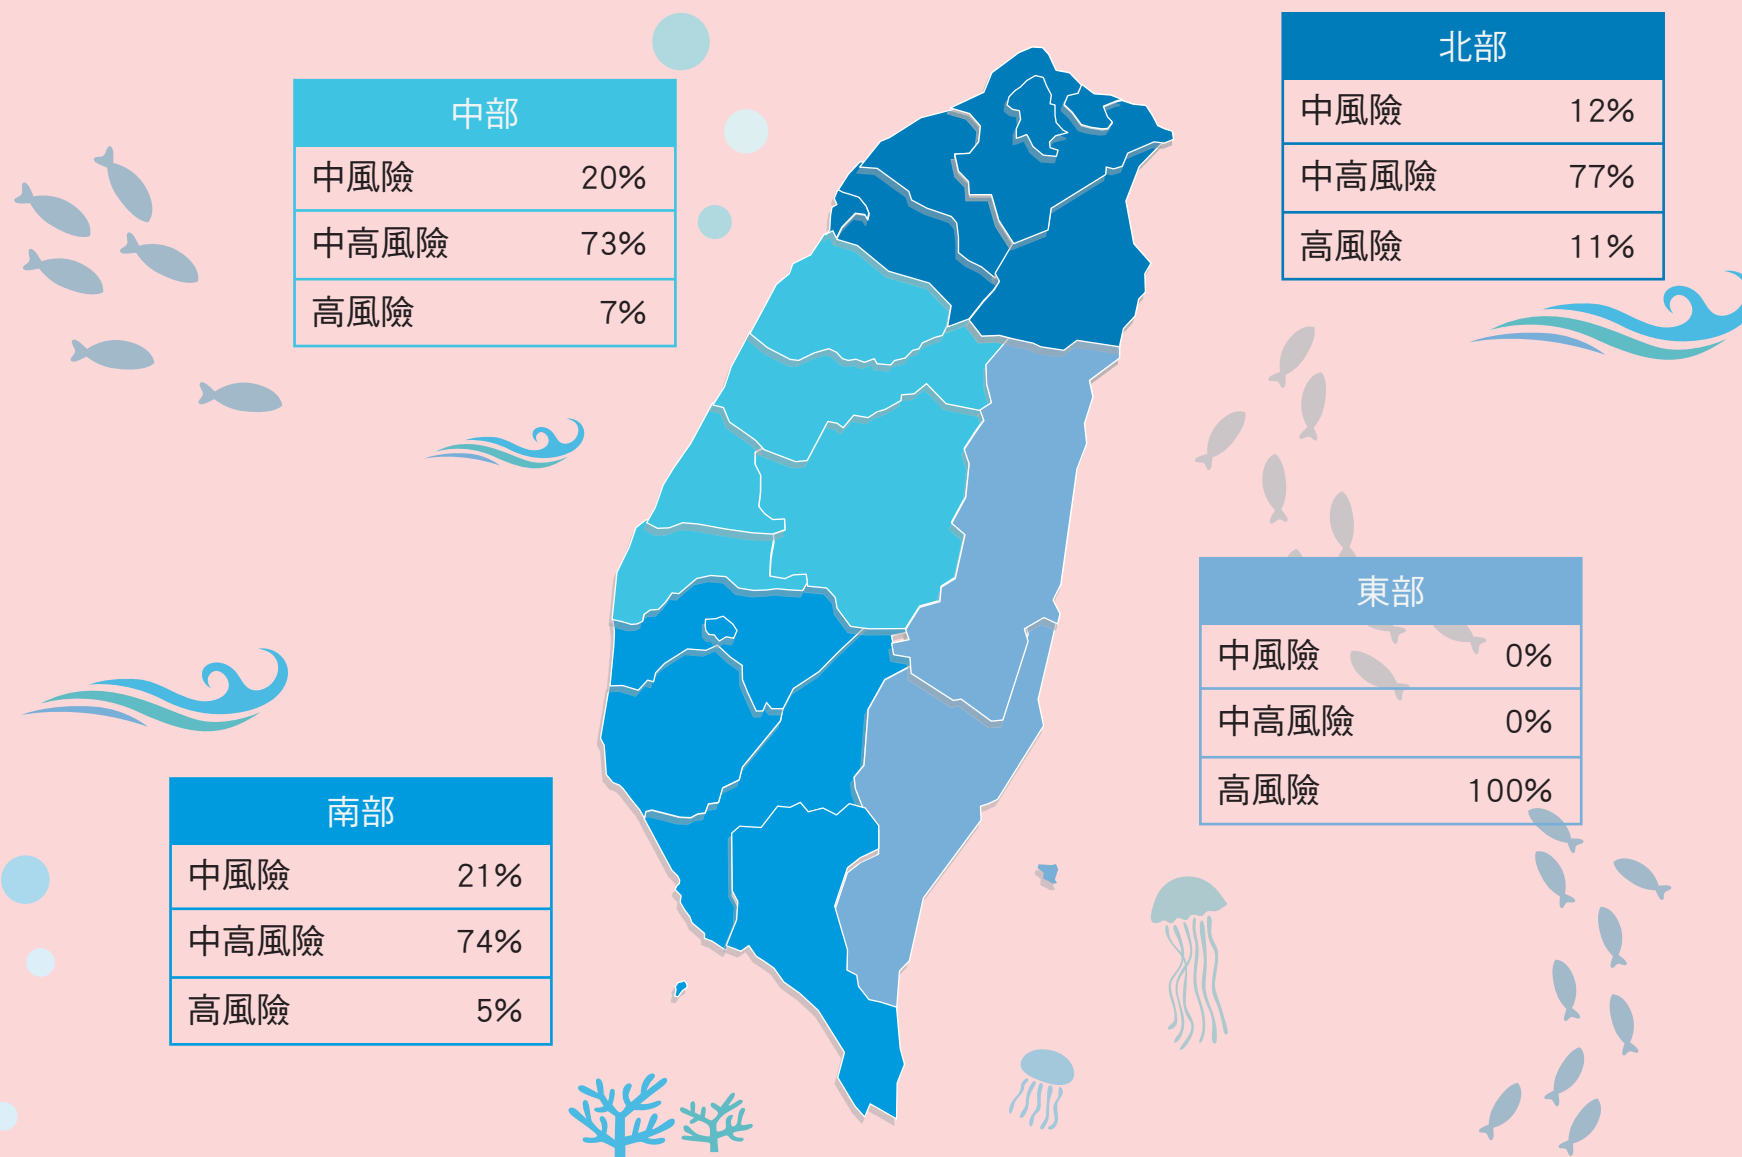 中部
中風險 20%
中高風險 73%
高風險 7%
北部
中風險 12%
中高風險 77%
高風險 11%
東部
中風險 0%
中高風險 0%
高風險 100%
南部
中風險 21%
中高風險 74%
高風險 5%